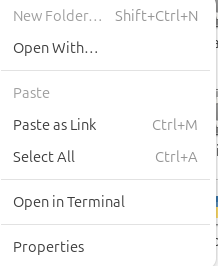 New Folder… Shift+Ctrl+N
Open With…
Paste
Paste as Link Ctrl+M
Select All Ctrl+A
Open in Terminal
Properties